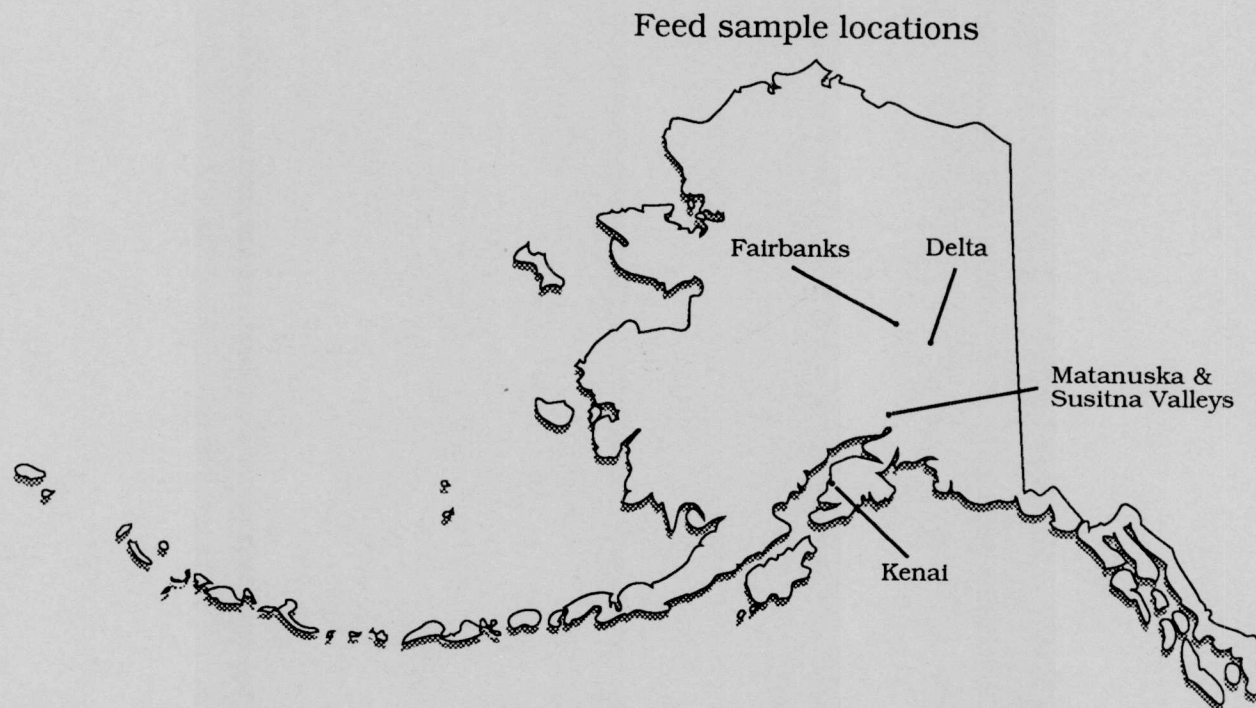 Feed sample locations
Fairbanks
Delta
Matanuska &
Susitna Valleys
Kenai